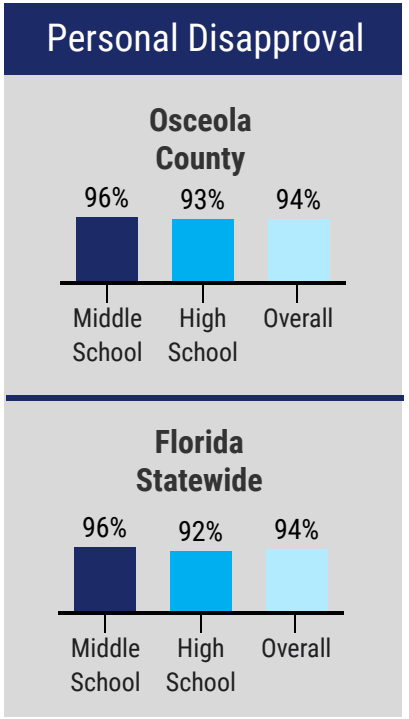 Personal Disapproval
Osceola
County
96% 93% 94%
Middle School High School Overall
Florida
Statewide
96% 92% 94%
Middle School High School Overall